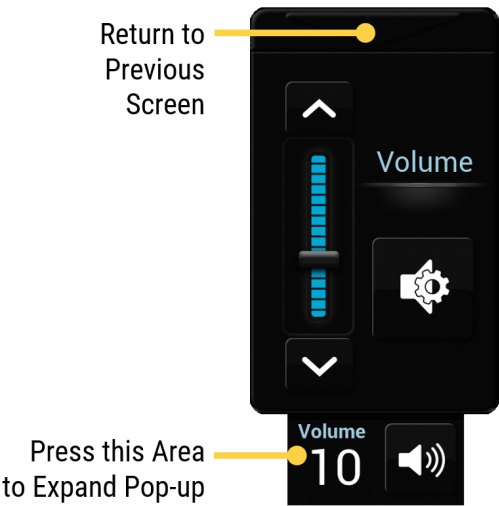 Return to
Previous
Screen
Volume
Volume
10
Press this Area
to Expand Pop-up